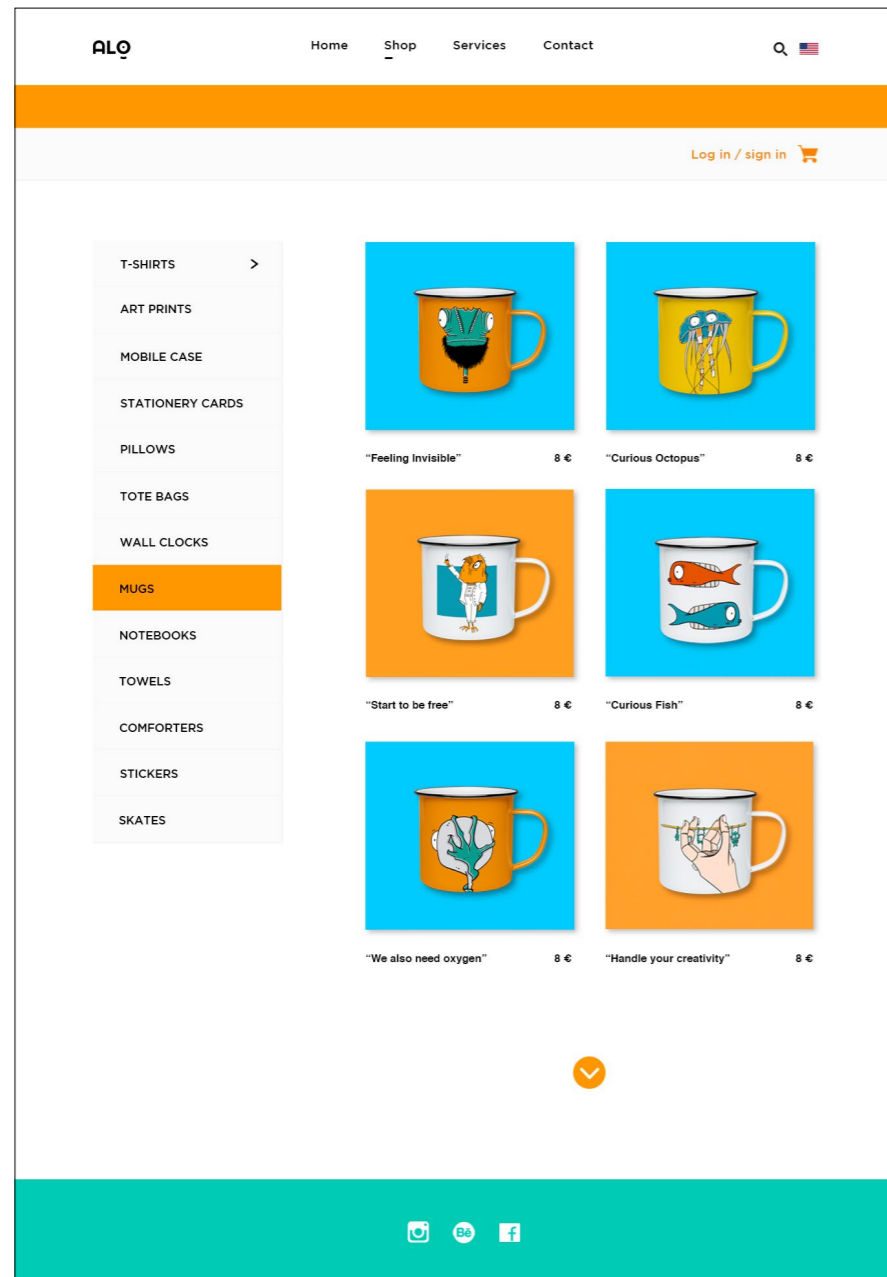 ALO
Home Shop Services Contact
Log in / sign in
T-SHIRTS
ART PRINTS
MOBILE CASE
STATIONERY CARDS
PILLOWS
TOTE BAGS
WALL CLOCKS
MUGS
NOTEBOOKS
TOWELS
COMFORTERS
STICKERS
SKATES
“Feeling Invisible” 8 €
“Curious Octopus” 8 €
“Start to be free” 8 €
“Curious Fish” 8 €
“We also need oxygen” 8 €
“Handle your creativity” 8 €
Bē